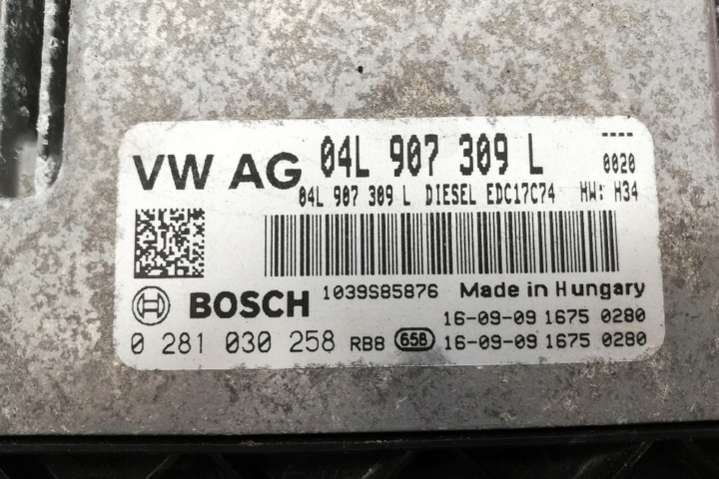 VW AG 04L 907 309 L ----
0020
04L 907 309 L DIESEL EDC17C74 HW: H34
BOSCH 1039S85876 Made in Hungary
16-09-09 1675 0280
0 281 030 258 RB8 658 16-09-09 1675 0280